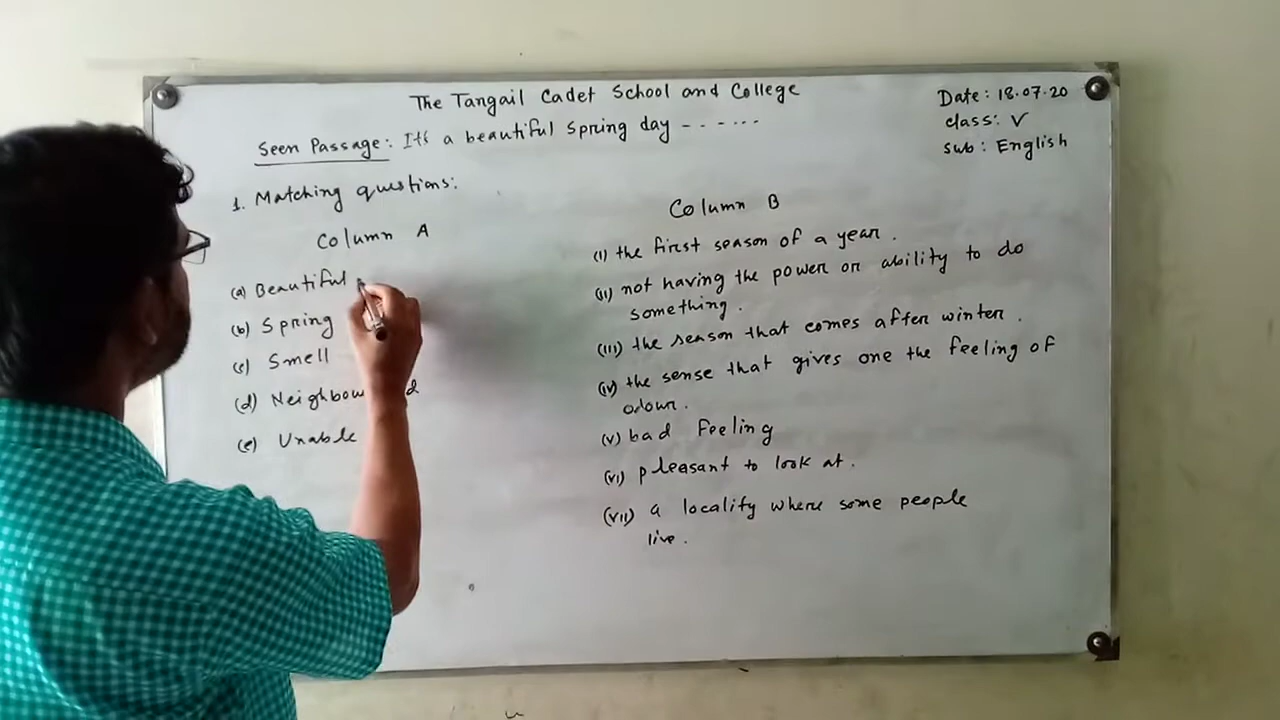 The Tangail Cadet School and College
Date: 18.07.20
Seen Passage: It's a beautiful spring day - - - - - -
class: V
sub: English
1. Matching questions:
Column A
Column B
(a) Beautiful
(b) Spring
(c) Smell
(d)
(e) Unable
(i) the first season of a year.
(ii) not having the power or ability to do
something.
(iii) the season that comes after winter.
(iv) the sense that gives one the feeling of
odour.
(v) bad feeling
(vi) pleasant to look at.
(vii) a locality where some people
live.